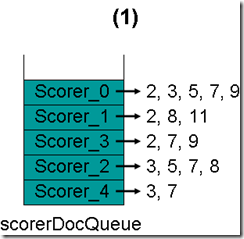 (1)
Scorer_0 2, 3, 5, 7, 9
Scorer_1 2, 8, 11
Scorer_3 2, 7, 9
Scorer_2 3, 5, 7, 8
Scorer_4 3, 7
scorerDocQueue